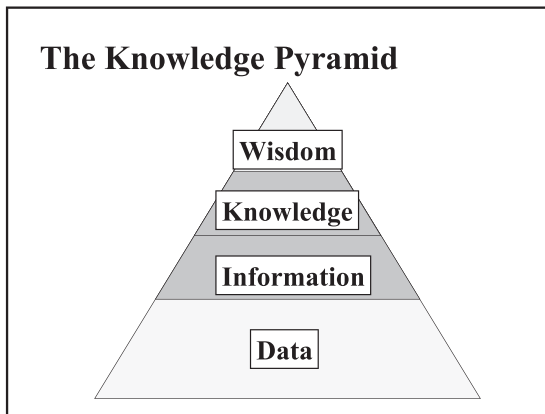 The Knowledge Pyramid
Wisdom
Knowledge
Information
Data